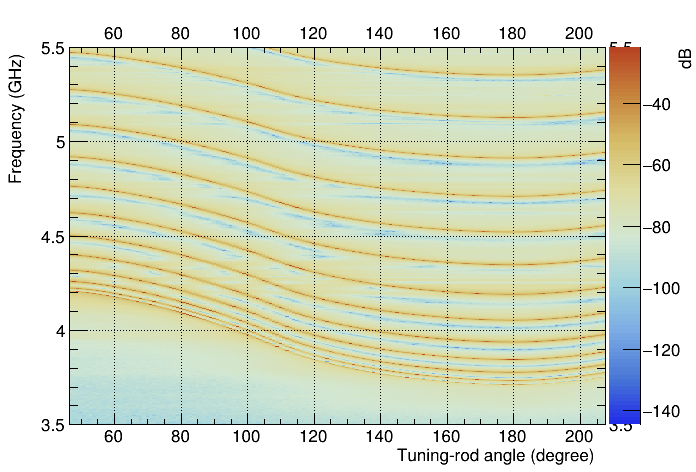 60 80 100 120 140 160 180 200
5.5 5.5
dB
Frequency (GHz)
−40
5
−60
4.5
−80
−100
4
−120
−140
3.5 3.5
60 80 100 120 140 160 180 200
Tuning-rod angle (degree)